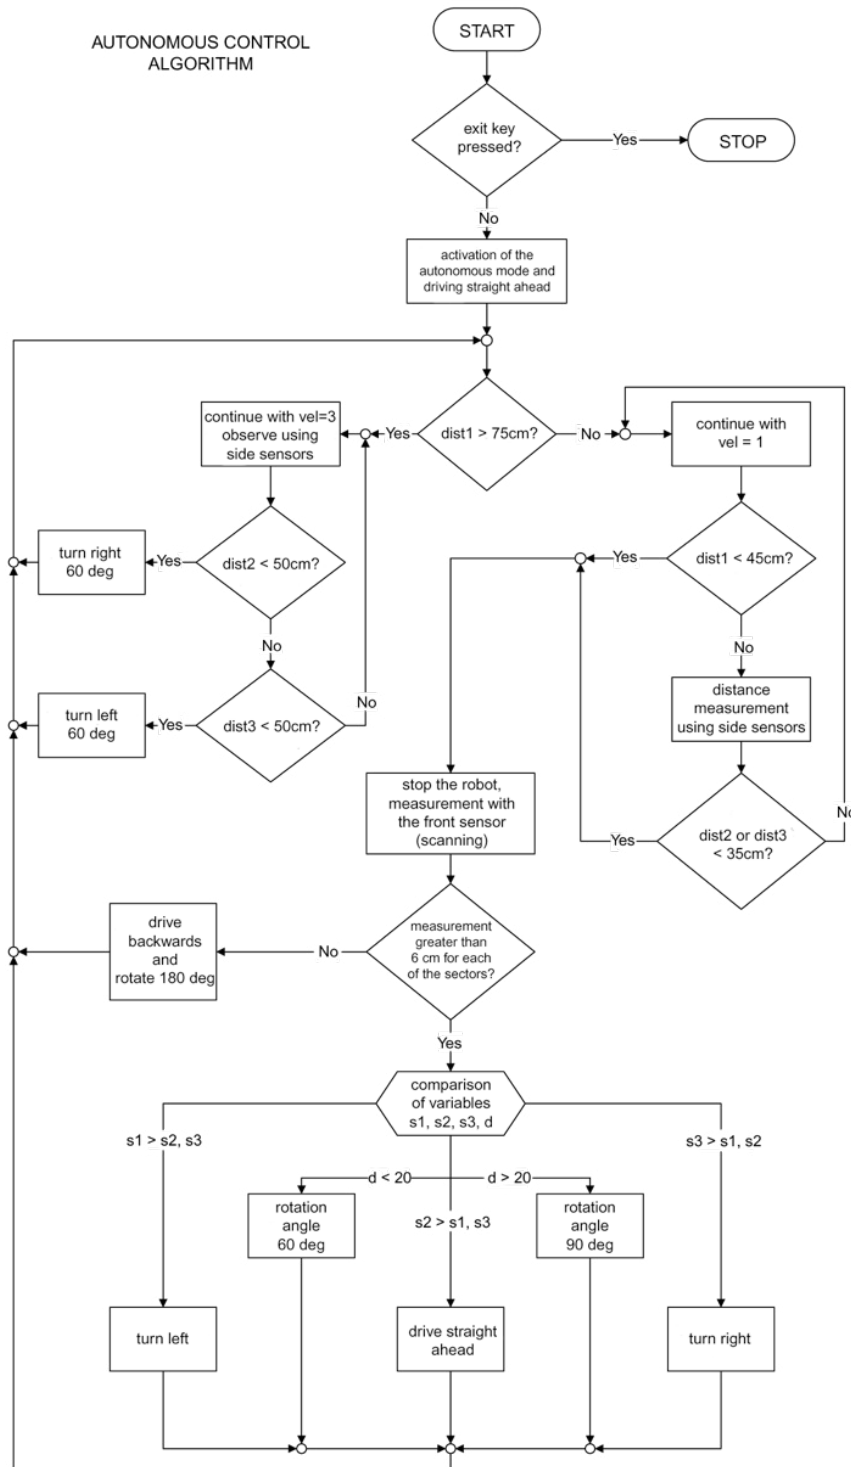 AUTONOMOUS CONTROL
ALGORITHM
START
exit key
pressed?
Yes
STOP
No
activation of the
autonomous mode and
driving straight ahead
dist1 > 75cm?
Yes
No
continue with vel=3
observe using
side sensors
continue with
vel = 1
dist2 < 50cm?
Yes
turn right
60 deg
No
dist1 < 45cm?
Yes
No
dist3 < 50cm?
Yes
No
turn left
60 deg
distance
measurement
using side sensors
dist2 or dist3
< 35cm?
Yes
No
stop the robot,
measurement with
the front sensor
(scanning)
measurement
greater than
6 cm for each
of the sectors?
No
drive
backwards
and
rotate 180 deg
Yes
comparison
of variables
s1, s2, s3, d
s1 > s2, s3
s3 > s1, s2
d < 20
d > 20
rotation
angle
60 deg
s2 > s1, s3
rotation
angle
90 deg
turn left
drive straight
ahead
turn right